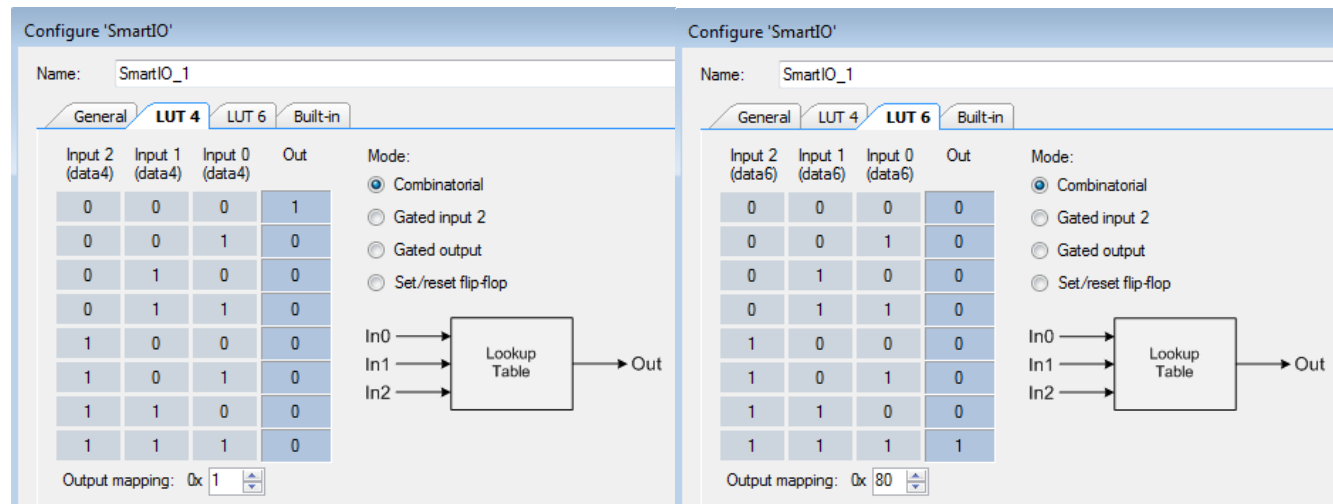 Configure 'SmartIO'
Name: SmartIO_1
General LUT 4 LUT 6 Built-in
Input 2 Input 1 Input 0 Out Mode:
(data4) (data4) (data4)
Combinatorial
0 0 0 1
Gated input 2
0 0 1 0
Gated output
0 1 0 0
Set/reset flip-flop
0 1 1 0
1 0 0 0
1 0 1 0
1 1 0 0
1 1 1 0
In0
In1
In2
Lookup
Table
Out
Output mapping: 0x 1
Configure 'SmartIO'
Name: SmartIO_1
General LUT 4 LUT 6 Built-in
Input 2 Input 1 Input 0 Out Mode:
(data6) (data6) (data6)
Combinatorial
0 0 0 0
Gated input 2
0 0 1 0
Gated output
0 1 0 0
Set/reset flip-flop
0 1 1 0
1 0 0 0
1 0 1 0
1 1 0 0
1 1 1 1
In0
In1
In2
Lookup
Table
Out
Output mapping: 0x 80